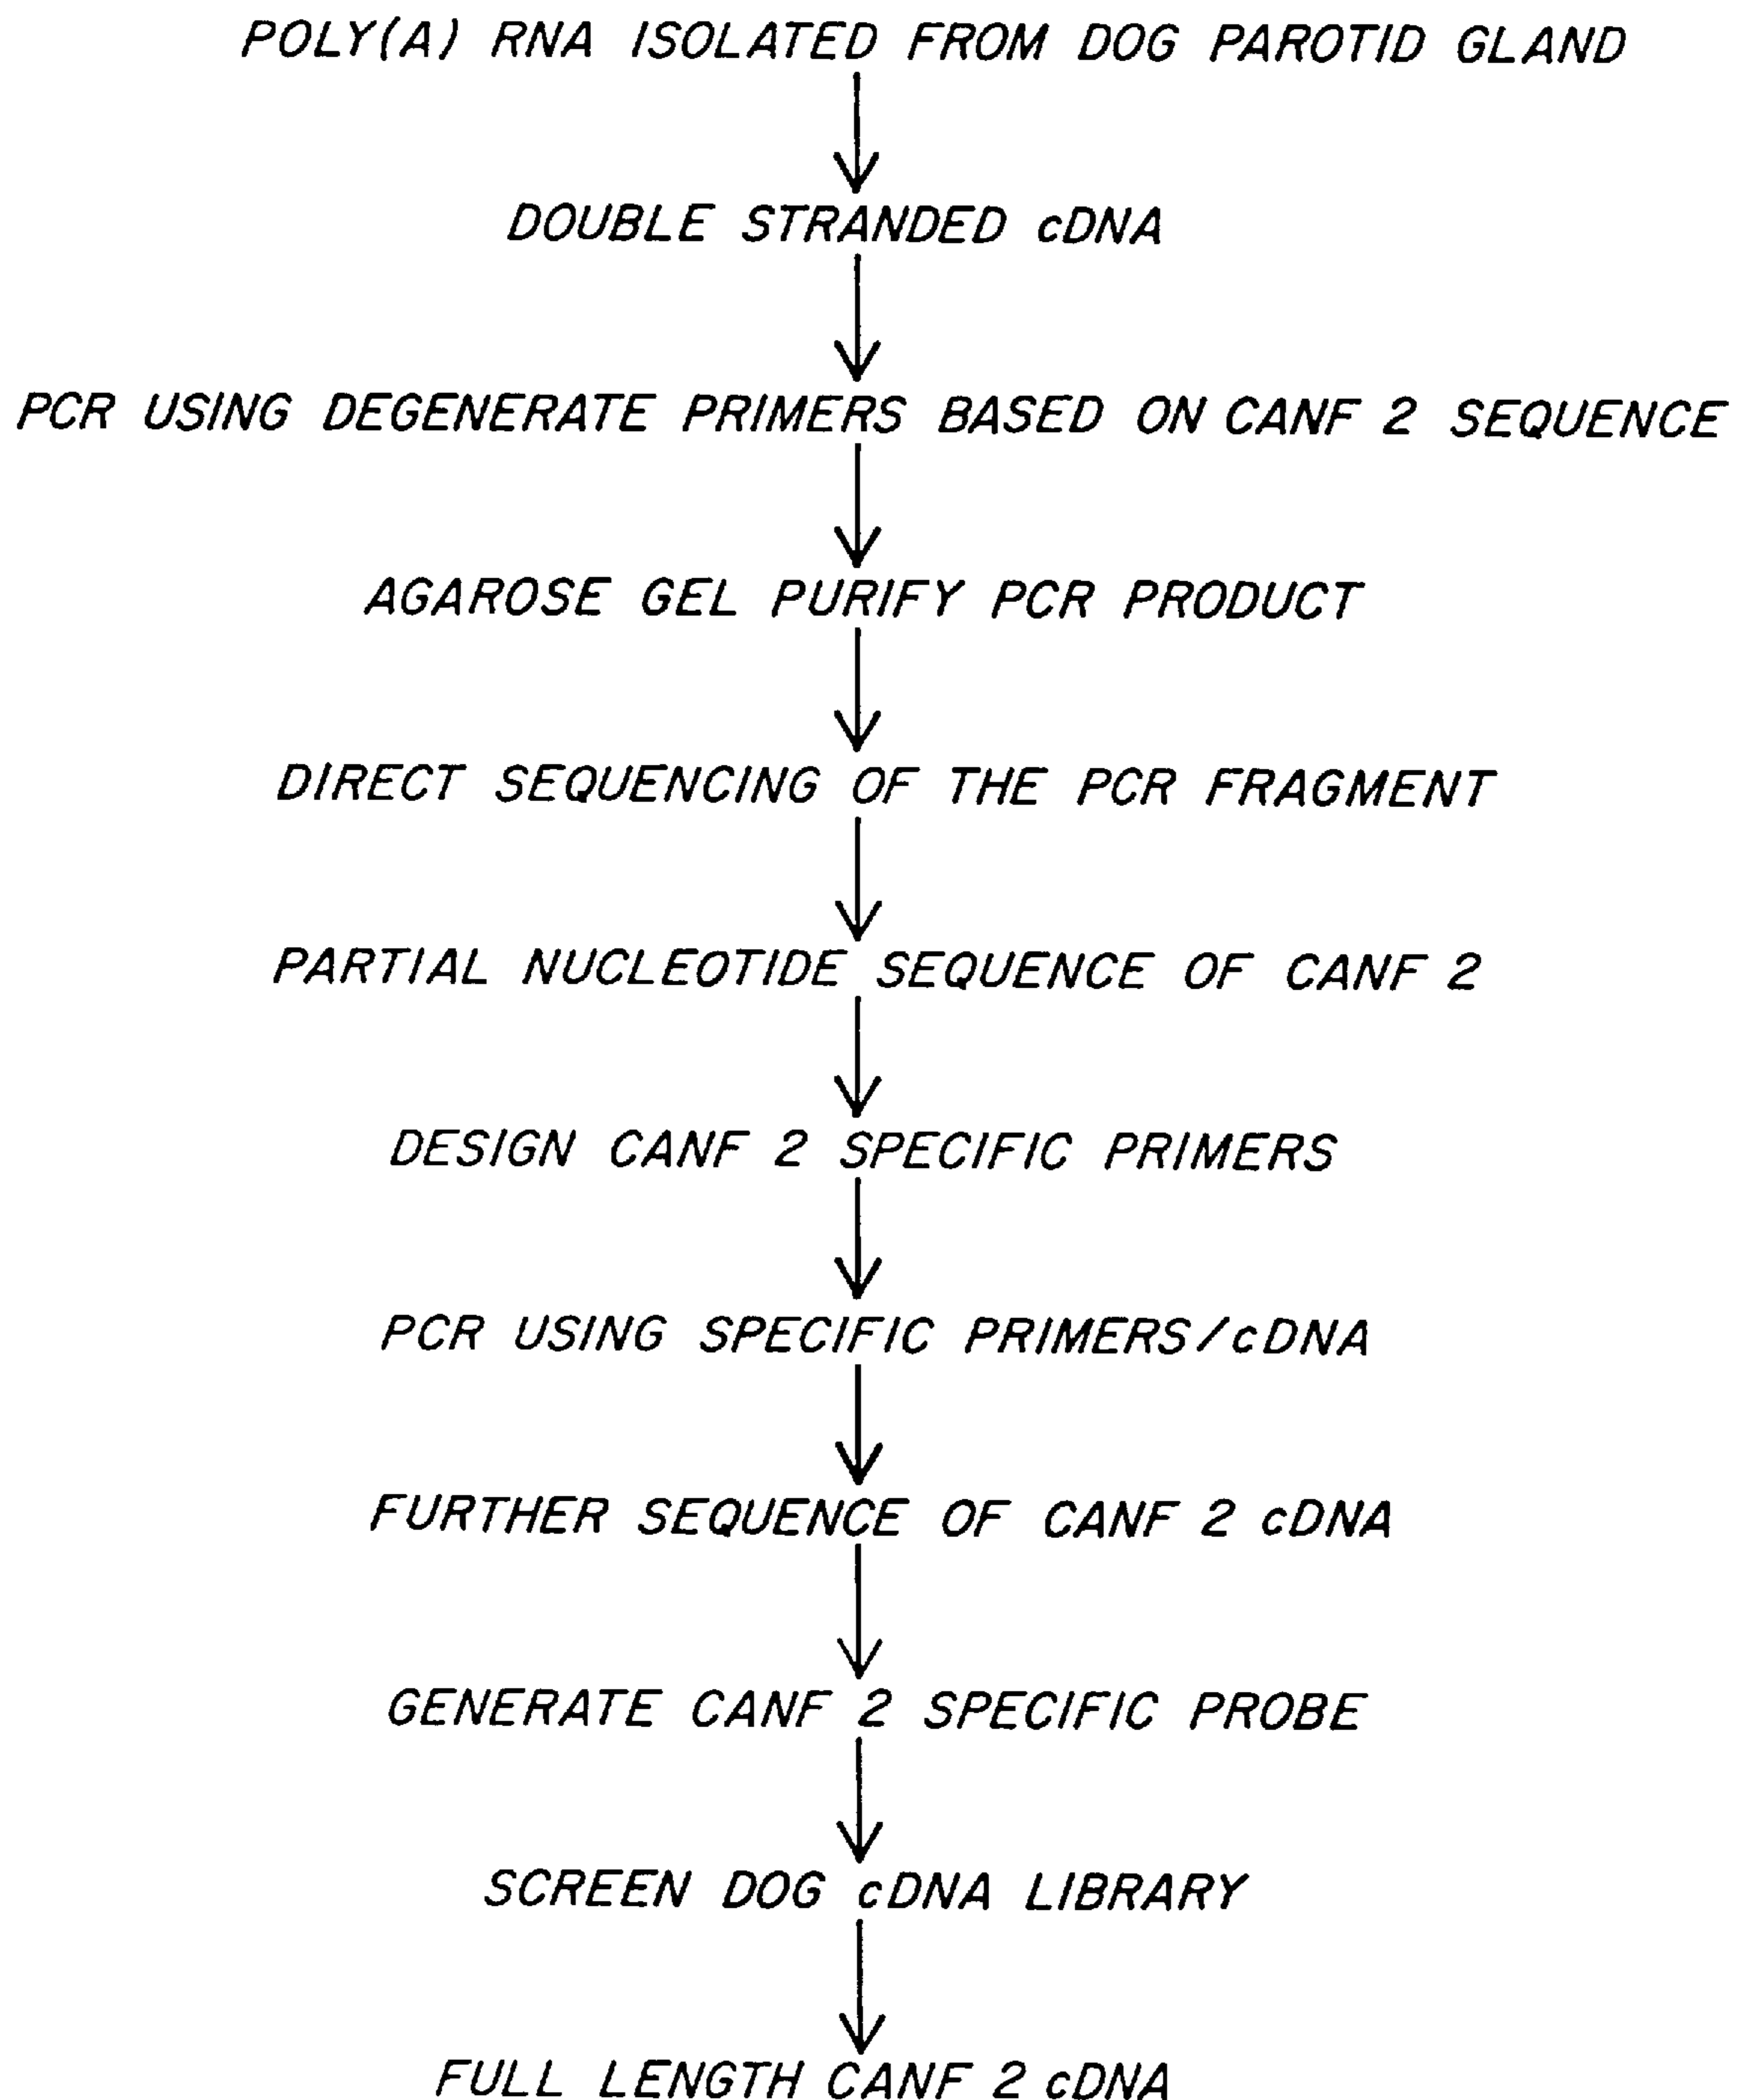 POLY(A) RNA ISOLATED FROM DOG PAROTID GLAND
DOUBLE STRANDED cDNA
PCR USING DEGENERATE PRIMERS BASED ON CANF 2 SEQUENCE
AGAROSE GEL PURIFY PCR PRODUCT
DIRECT SEQUENCING OF THE PCR FRAGMENT
PARTIAL NUCLEOTIDE SEQUENCE OF CANF 2
DESIGN CANF 2 SPECIFIC PRIMERS
PCR USING SPECIFIC PRIMERS/cDNA
FURTHER SEQUENCE OF CANF 2 cDNA
GENERATE CANF 2 SPECIFIC PROBE
SCREEN DOG cDNA LIBRARY
FULL LENGTH CANF 2 cDNA